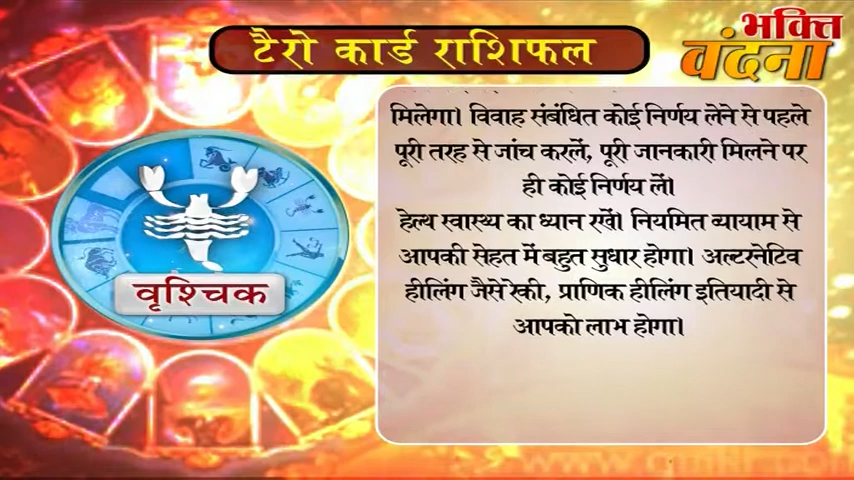 टैरो कार्ड राशिफल
भक्ति
वंदना
मिलेगा। विवाह संबंधित कोई निर्णय लेने से पहले
पूरी तरह से जांच करलें, पूरी जानकारी मिलने पर
ही कोई निर्णय लें।
हेल्थ स्वास्थ का ध्यान रखें। नियमित व्यायाम से
आपकी सेहत में बहुत सुधार होगा। अल्टरनेटिव
हीलिंग जैसे रेकी, प्राणिक हीलिंग इतियादी से
आपको लाभ होगा।
वृश्चिक